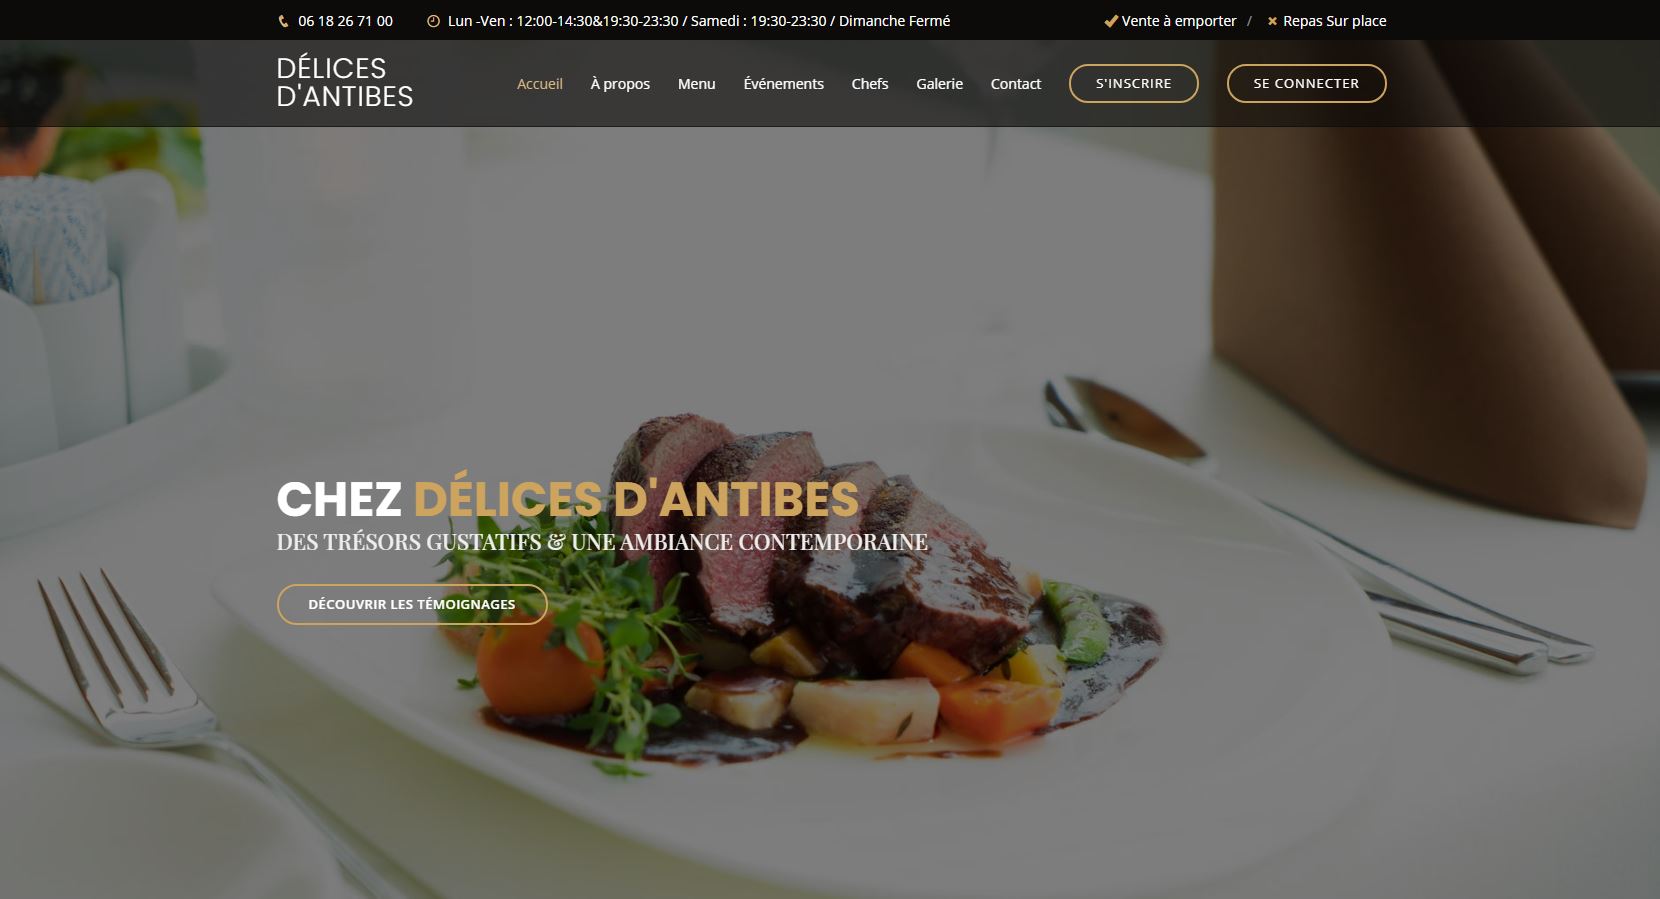 06 18 26 71 00
Lun -Ven : 12:00-14:30&19:30-23:30 / Samedi : 19:30-23:30 / Dimanche Fermé
Vente à emporter / Repas Sur place
DÉLICES
D'ANTIBES
Accueil
À propos
Menu
Événements
Chefs
Galerie
Contact
S'INSCRIRE
SE CONNECTER
CHEZ DÉLICES D'ANTIBES
DES TRÉSORS GUSTATIFS & UNE AMBIANCE CONTEMPORAINE
DÉCOUVRIR LES TÉMOIGNAGES